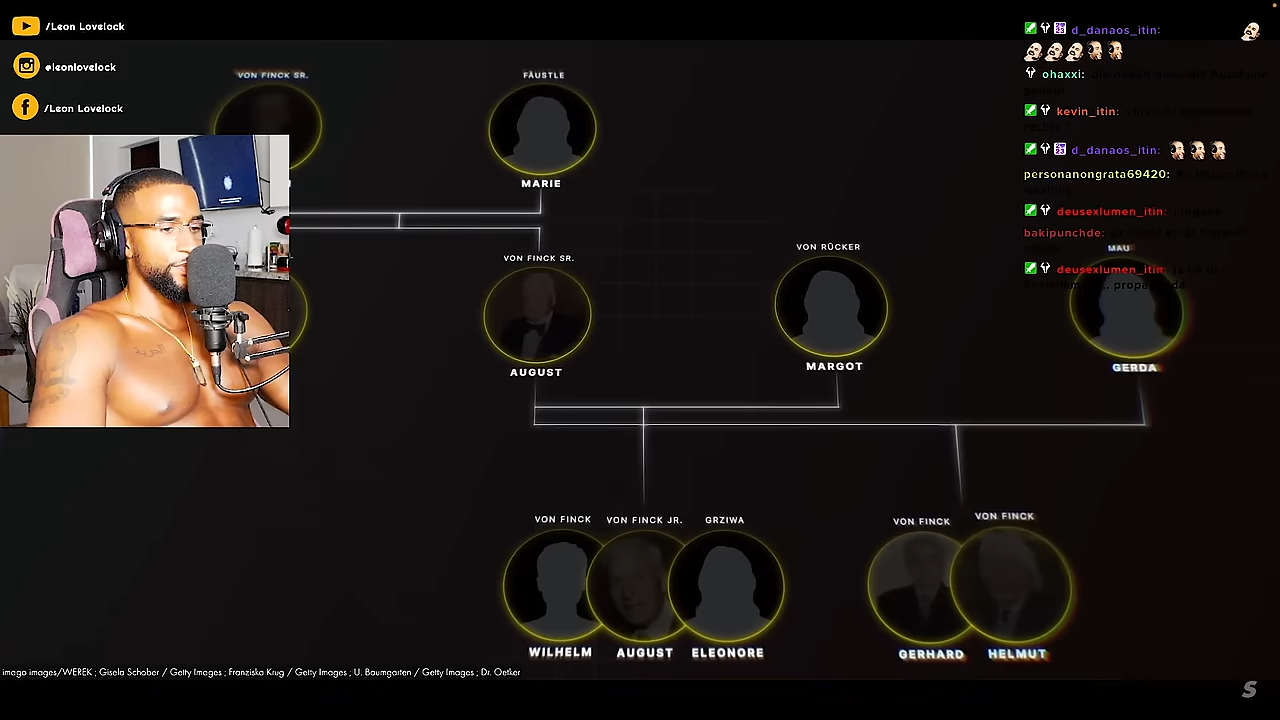 /Leon Lovelock
@leonlovelock
/Leon Lovelock
VON FINCK SR.
FÄUSTLE
MARIE
VON FINCK SR.
AUGUST
VON RÜCKER
MARGOT
MAU
GERDA
VON FINCK
WILHELM
VON FINCK JR.
AUGUST
GRZIWA
ELEONORE
VON FINCK
GERHARD
VON FINCK
HELMUT
d_danaos_itin:
ohaxxi:
kevin_itin:
d_danaos_itin:
personanongrata69420:
deusexlumen_itin:
bakipunchde:
deusexlumen_itin:
imago images/WEREK ; Gisela Schober / Getty Images ; Franziska Krug / Getty Images ; U. Baumgarten / Getty Images ; Dr. Oetker
S